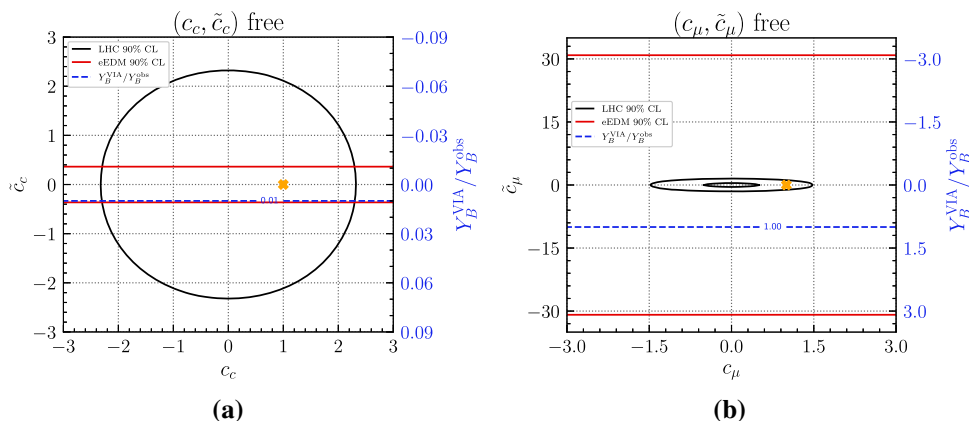 (c_c, c̃_c) free
LHC 90% CL
eEDM 90% CL
Y_B^VIA/Y_B^obs
0.01
3
2
1
0
−1
−2
−3
c̃_c
−0.09
−0.06
−0.03
0.00
0.03
0.06
0.09
Y_B^VIA/Y_B^obs
−3 −2 −1 0 1 2 3
c_c
(a)
(c_μ, c̃_μ) free
LHC 90% CL
eEDM 90% CL
Y_B^VIA/Y_B^obs
1.00
30
15
0
−15
−30
c̃_μ
−3.0
−1.5
0.0
1.5
3.0
Y_B^VIA/Y_B^obs
−3.0 −1.5 0.0 1.5 3.0
c_μ
(b)